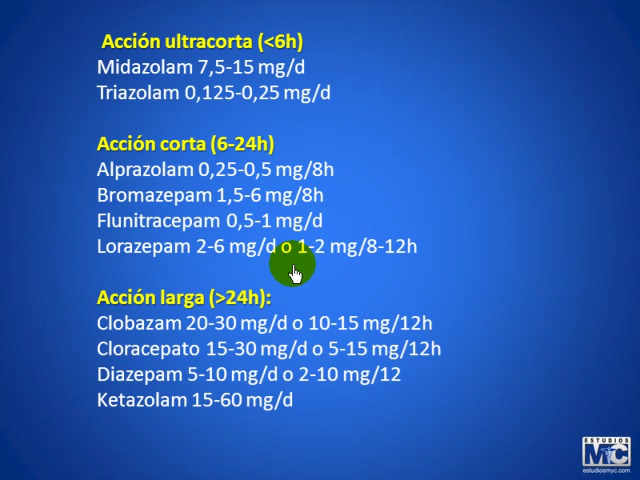 Acción ultracorta (<6h)
Midazolam 7,5-15 mg/d
Triazolam 0,125-0,25 mg/d
Acción corta (6-24h)
Alprazolam 0,25-0,5 mg/8h
Bromazepam 1,5-6 mg/8h
Flunitracepam 0,5-1 mg/d
Lorazepam 2-6 mg/d o 1-2 mg/8-12h
Acción larga (>24h):
Clobazam 20-30 mg/d o 10-15 mg/12h
Cloracepato 15-30 mg/d o 5-15 mg/12h
Diazepam 5-10 mg/d o 2-10 mg/12
Ketazolam 15-60 mg/d
ESTUDIOS
MyC
estudiosmyc.com